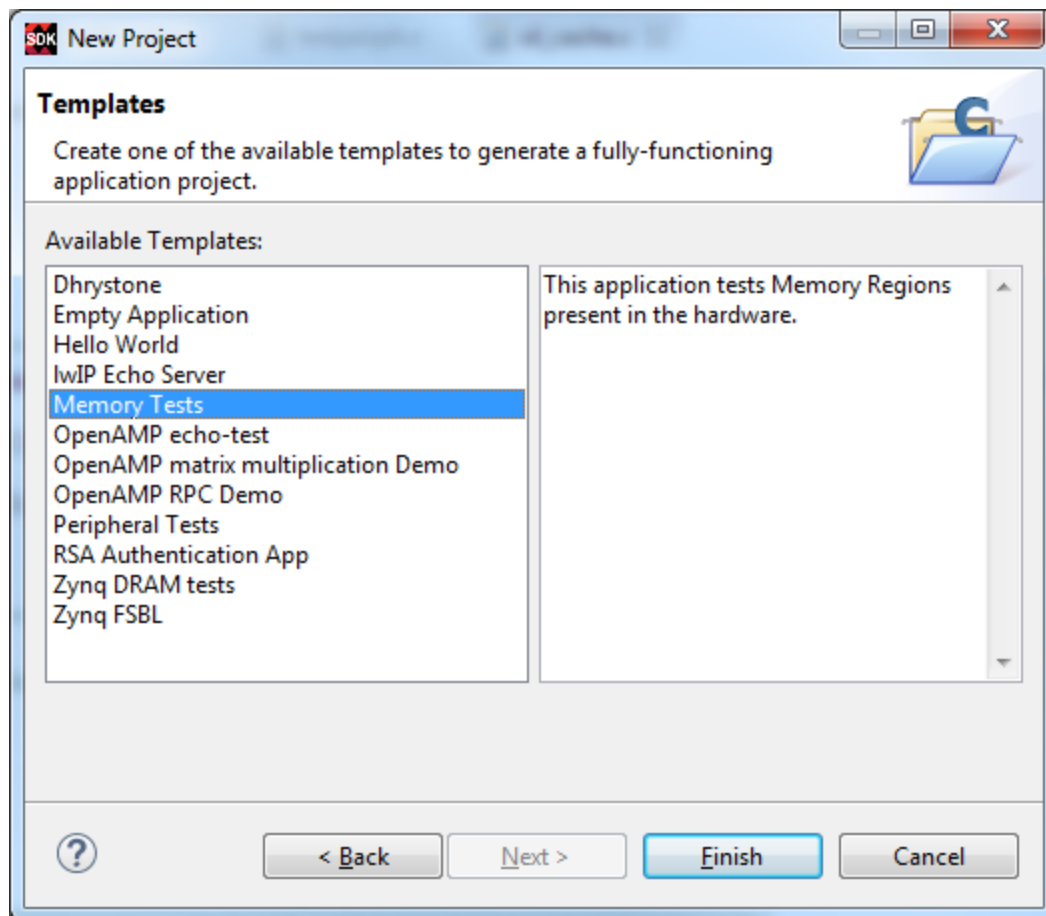 SDK New Project
Templates
Create one of the available templates to generate a fully-functioning
application project.
C
Available Templates:
Dhrystone
Empty Application
Hello World
lwIP Echo Server
Memory Tests
OpenAMP echo-test
OpenAMP matrix multiplication Demo
OpenAMP RPC Demo
Peripheral Tests
RSA Authentication App
Zynq DRAM tests
Zynq FSBL
This application tests Memory Regions
present in the hardware.
? < Back Next > Finish Cancel